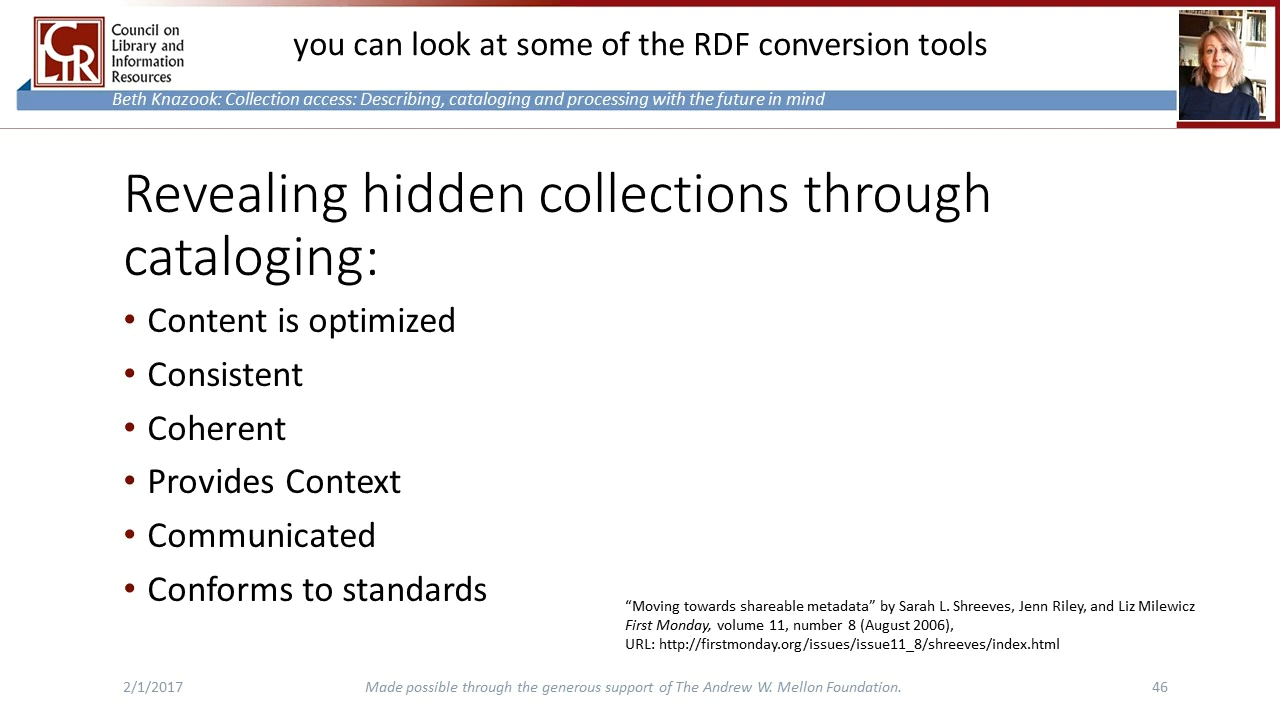 CLIR
Council on
Library and
Information
Resources
you can look at some of the RDF conversion tools
Beth Knazook: Collection access: Describing, cataloging and processing with the future in mind
Revealing hidden collections through
cataloging:
• Content is optimized
• Consistent
• Coherent
• Provides Context
• Communicated
• Conforms to standards
“Moving towards shareable metadata” by Sarah L. Shreeves, Jenn Riley, and Liz Milewicz
First Monday, volume 11, number 8 (August 2006),
URL: http://firstmonday.org/issues/issue11_8/shreeves/index.html
2/1/2017
Made possible through the generous support of The Andrew W. Mellon Foundation.
46